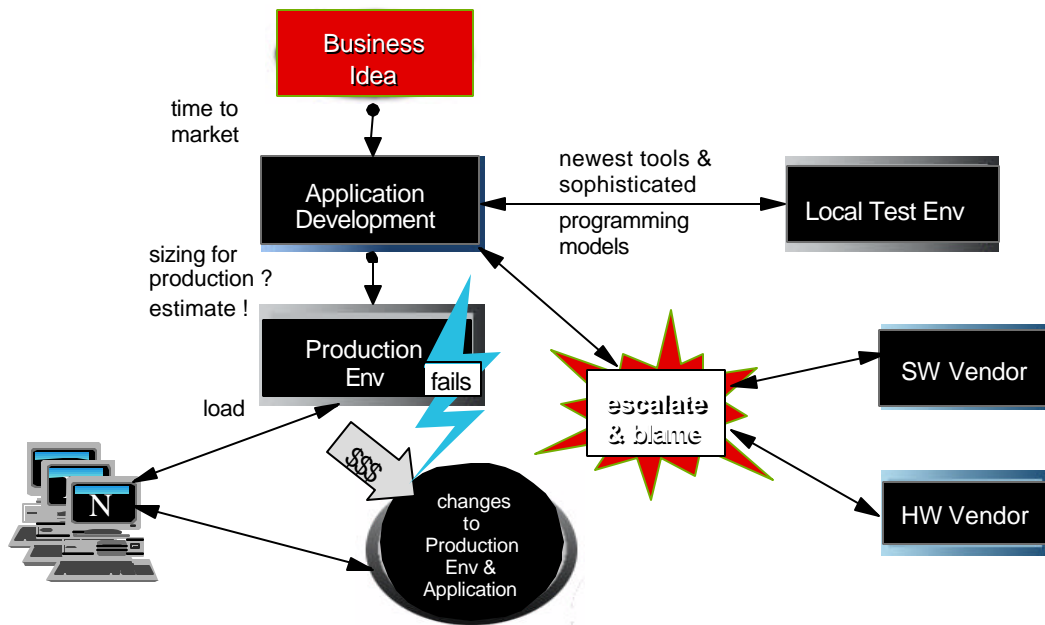 Business
Idea
time to
market
Application
Development
newest tools &
sophisticated
programming
models
Local Test Env
sizing for
production ?
estimate !
Production
Env
fails
load
escalate
& blame
SW Vendor
HW Vendor
$$$
N
changes
to
Production
Env &
Application